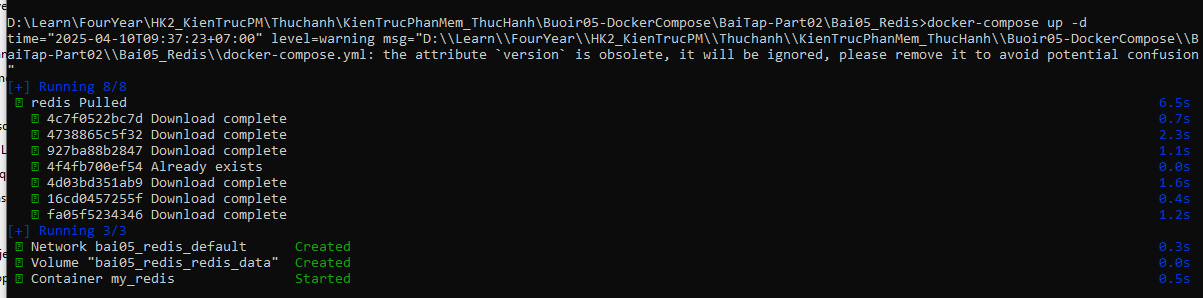 D:\Learn\FourYear\HK2_KienTrucPM\Thuchanh\KienTrucPhanMem_ThucHanh\Buoir05-DockerCompose\BaiTap-Part02\Bai05_Redis>docker-compose up -d
time="2025-04-10T09:37:23+07:00" level=warning msg="D:\\Learn\\FourYear\\HK2_KienTrucPM\\Thuchanh\\KienTrucPhanMem_ThucHanh\\Buoir05-DockerCompose\\B
aiTap-Part02\\Bai05_Redis\\docker-compose.yml: the attribute `version` is obsolete, it will be ignored, please remove it to avoid potential confusion
"
[+] Running 8/8
redis Pulled 6.5s
4c7f0522bc7d Download complete 0.7s
4738865c5f32 Download complete 2.3s
927ba88b2847 Download complete 1.1s
4f4fb700ef54 Already exists 0.0s
4d03bd351ab9 Download complete 1.6s
16cd0457255f Download complete 0.4s
fa05f5234346 Download complete 1.2s
[+] Running 3/3
Network bai05_redis_default Created 0.3s
Volume "bai05_redis_redis_data" Created 0.0s
Container my_redis Started 0.5s